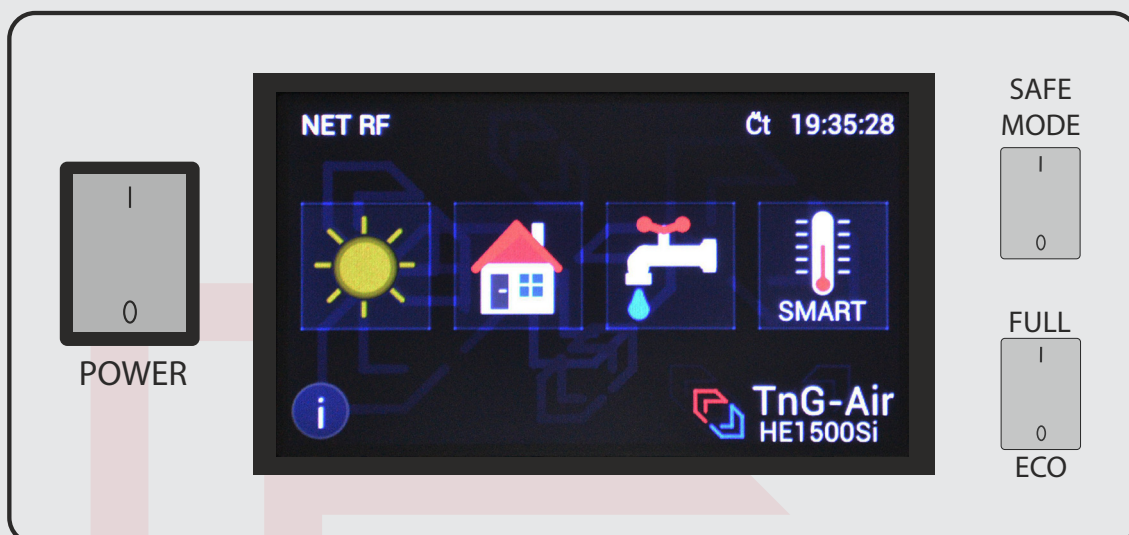 SAFE
MODE
NET RF
Čt 19:35:28
I
0
POWER
I
0
SMART
FULL
I
0
ECO
i
TnG-Air
HE1500Si